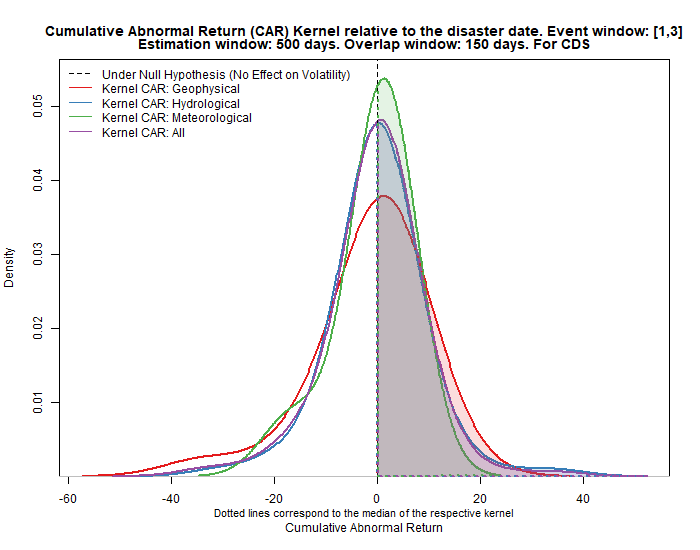 Cumulative Abnormal Return (CAR) Kernel relative to the disaster date. Event window: [1,3]
Estimation window: 500 days. Overlap window: 150 days. For CDS
Under Null Hypothesis (No Effect on Volatility)
Kernel CAR: Geophysical
Kernel CAR: Hydrological
Kernel CAR: Meteorological
Kernel CAR: All
0.05
0.04
0.03
0.02
0.01
Density
-60 -40 -20 0 20 40
Dotted lines correspond to the median of the respective kernel
Cumulative Abnormal Return